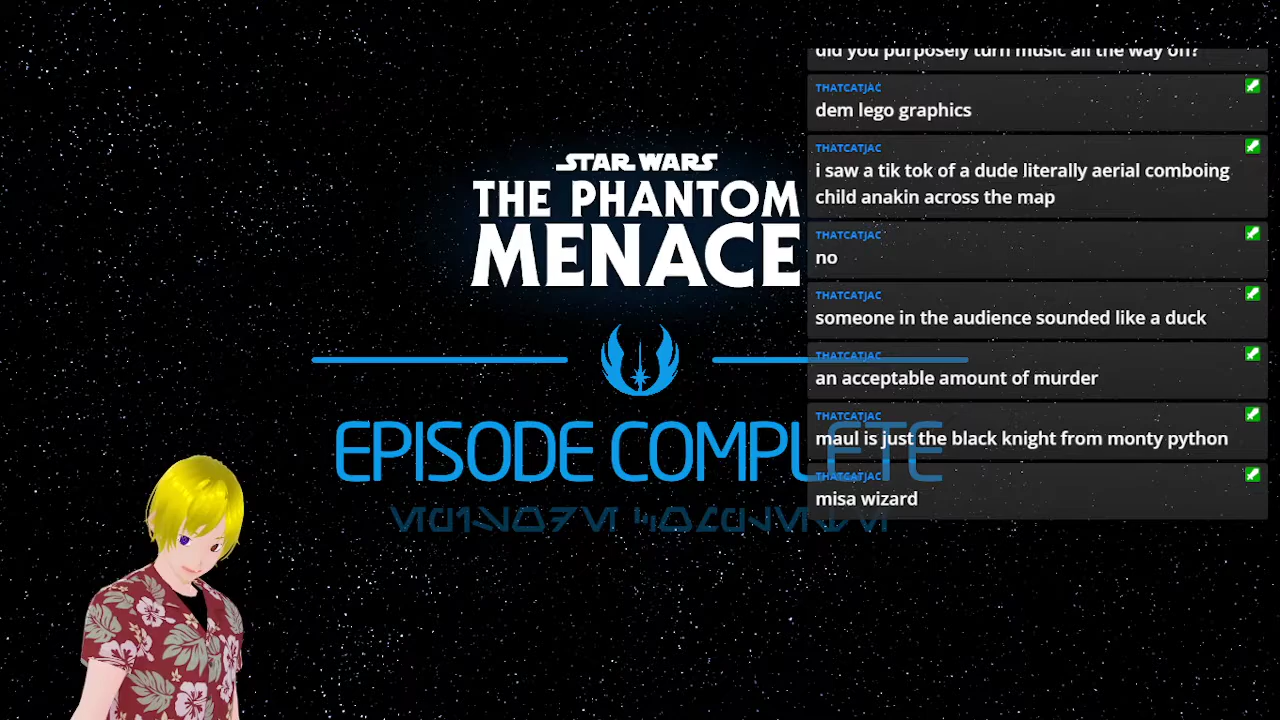 did you purposely turn music all the way off?
THATCATJAC
dem lego graphics
THATCATJAC
i saw a tik tok of a dude literally aerial comboing
child anakin across the map
THATCATJAC
no
THATCATJAC
someone in the audience sounded like a duck
THATCATJAC
an acceptable amount of murder
THATCATJAC
maul is just the black knight from monty python
THATCATJAC
misa wizard
STAR WARS
THE PHANTOM
MENACE
EPISODE COMPLETE